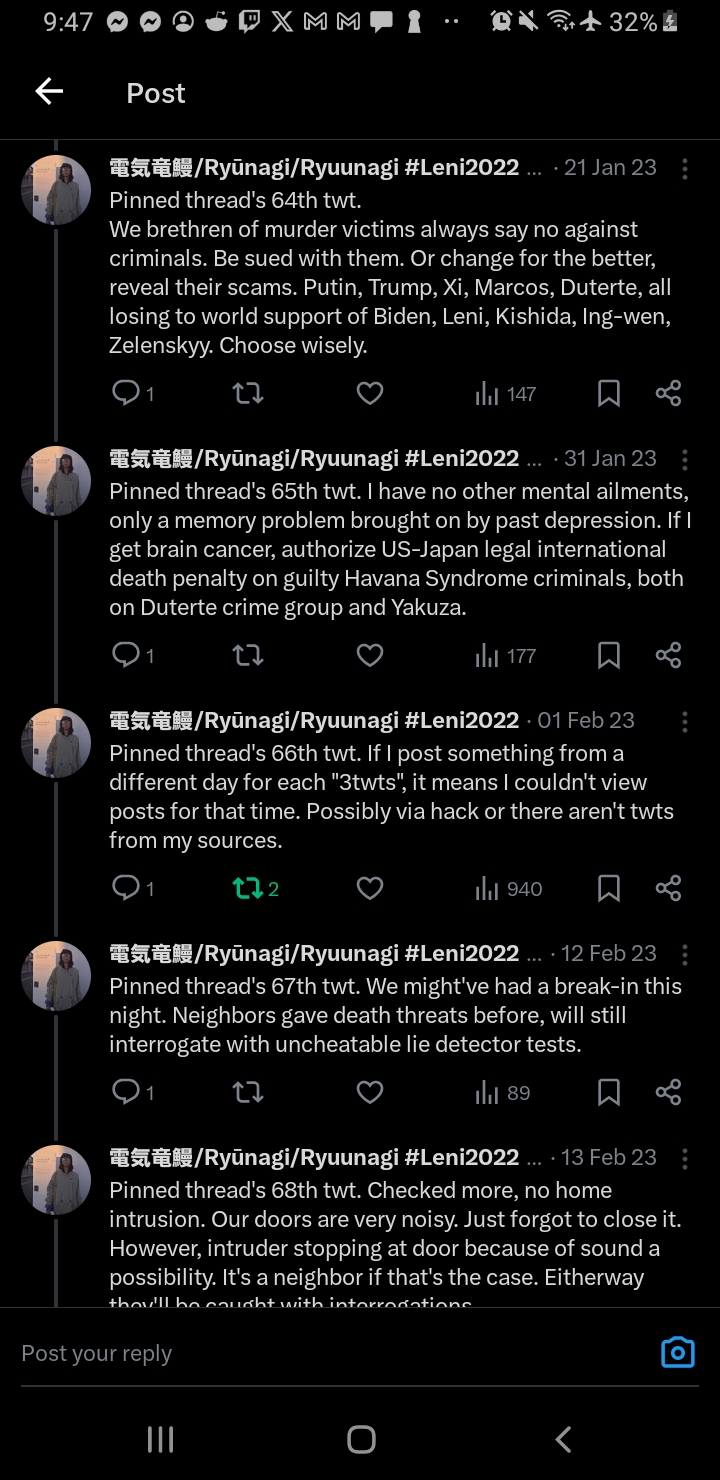 9:47
32%
Post
電気竜鰻/Ryūnagi/Ryuunagi #Leni2022 ... · 21 Jan 23
Pinned thread's 64th twt.
We brethren of murder victims always say no against
criminals. Be sued with them. Or change for the better,
reveal their scams. Putin, Trump, Xi, Marcos, Duterte, all
losing to world support of Biden, Leni, Kishida, Ing-wen,
Zelenskyy. Choose wisely.
1 147
電気竜鰻/Ryūnagi/Ryuunagi #Leni2022 ... · 31 Jan 23
Pinned thread's 65th twt. I have no other mental ailments,
only a memory problem brought on by past depression. If I
get brain cancer, authorize US-Japan legal international
death penalty on guilty Havana Syndrome criminals, both
on Duterte crime group and Yakuza.
1 177
電気竜鰻/Ryūnagi/Ryuunagi #Leni2022 · 01 Feb 23
Pinned thread's 66th twt. If I post something from a
different day for each "3twts", it means I couldn't view
posts for that time. Possibly via hack or there aren't twts
from my sources.
1 2 940
電気竜鰻/Ryūnagi/Ryuunagi #Leni2022 ... · 12 Feb 23
Pinned thread's 67th twt. We might've had a break-in this
night. Neighbors gave death threats before, will still
interrogate with uncheatable lie detector tests.
1 89
電気竜鰻/Ryūnagi/Ryuunagi #Leni2022 ... · 13 Feb 23
Pinned thread's 68th twt. Checked more, no home
intrusion. Our doors are very noisy. Just forgot to close it.
However, intruder stopping at door because of sound a
possibility. It's a neighbor if that's the case. Eitherway
they'll be caught with interrogations
Post your reply